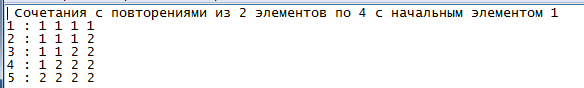 Сочетания с повторениями из 2 элементов по 4 с начальным элементом 1
1 : 1 1 1 1
2 : 1 1 1 2
3 : 1 1 2 2
4 : 1 2 2 2
5 : 2 2 2 2